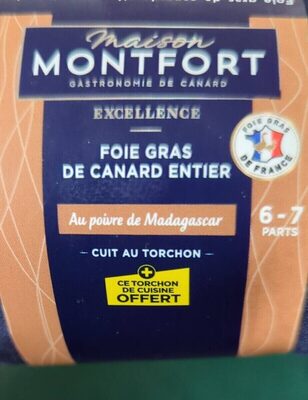 Maison
MONTFORT
GASTRONOMIE DE CANARD
EXCELLENCE
FOIE GRAS
DE CANARD ENTIER
FOIE GRAS
DE FRANCE
Au poivre de Madagascar
6 - 7
PARTS
CUIT AU TORCHON
+
CE TORCHON
DE CUISINE
OFFERT